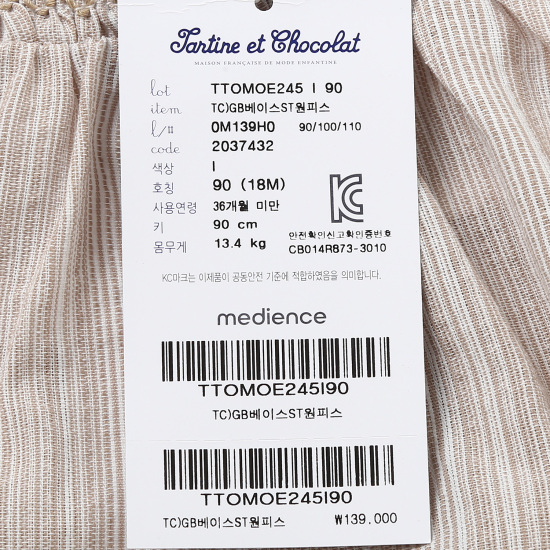 Tartine et Chocolat
MAISON FRANÇAISE DE MODE ENFANTINE.
lot TTOMOE245 I 90
item TC)GB베이스ST원피스
l/# 0M139H0 90/100/110
code 2037432
색상 I
호칭 90 (18M)
사용연령 36개월 미만
키 90 cm
몸무게 13.4 kg
안전확인신고확인증번호
CB014R873-3010
KC마크는 이제품이 공통안전 기준에 적합하였음을 의미합니다.
medience
TTOMOE245I90
TC)GB베이스ST원피스
TTOMOE245I90
TC)GB베이스ST원피스 ₩139.000